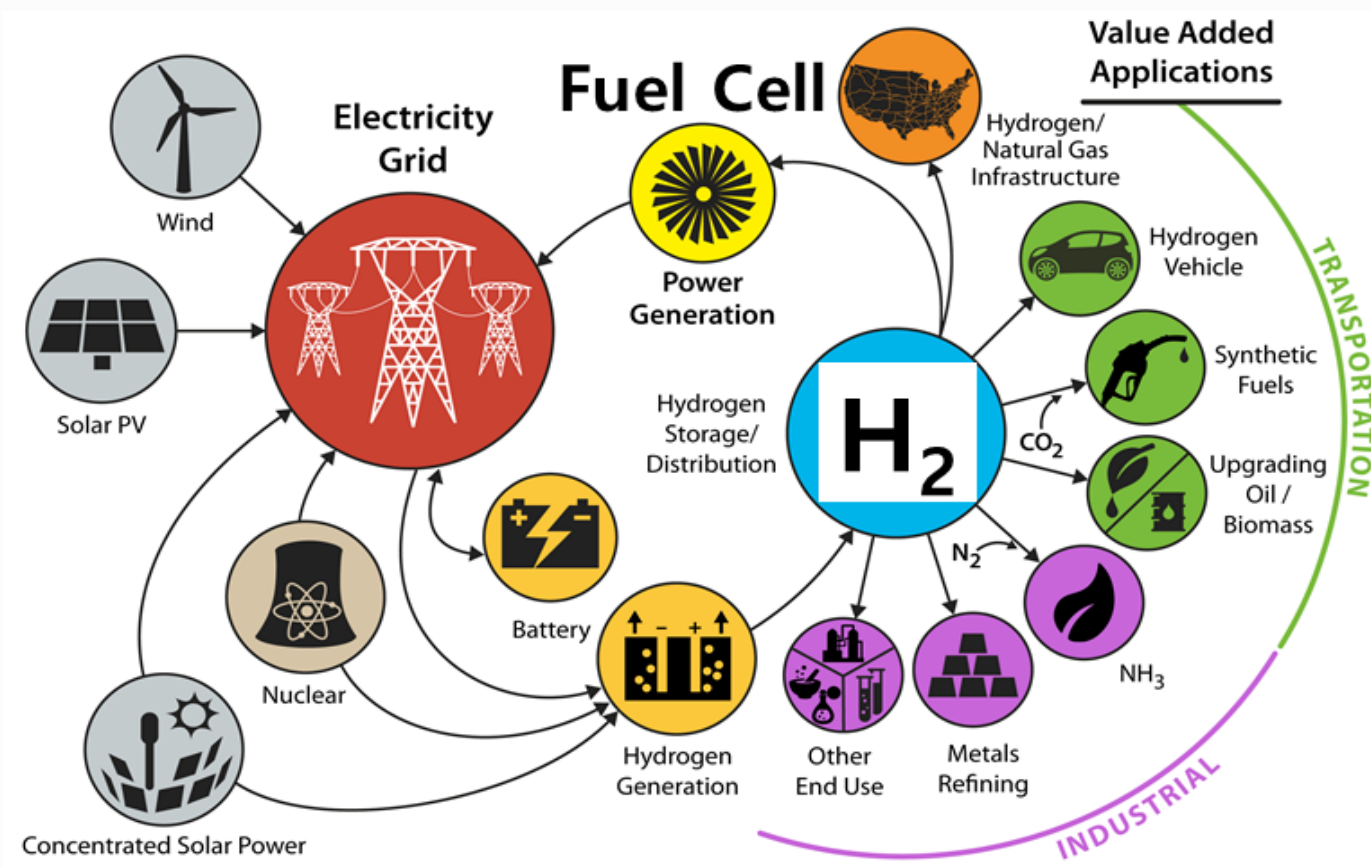 Fuel Cell
Value Added
Applications
Electricity
Grid
Wind
Hydrogen/
Natural Gas
Infrastructure
Power
Generation
Hydrogen
Vehicle
TRANSPORTATION
Solar PV
Synthetic
Fuels
Hydrogen
Storage/
Distribution
H2
CO2
Upgrading
Oil /
Biomass
N2
+ −
Battery
− +
NH3
Nuclear
Hydrogen
Generation
Other
End Use
Metals
Refining
INDUSTRIAL
Concentrated Solar Power